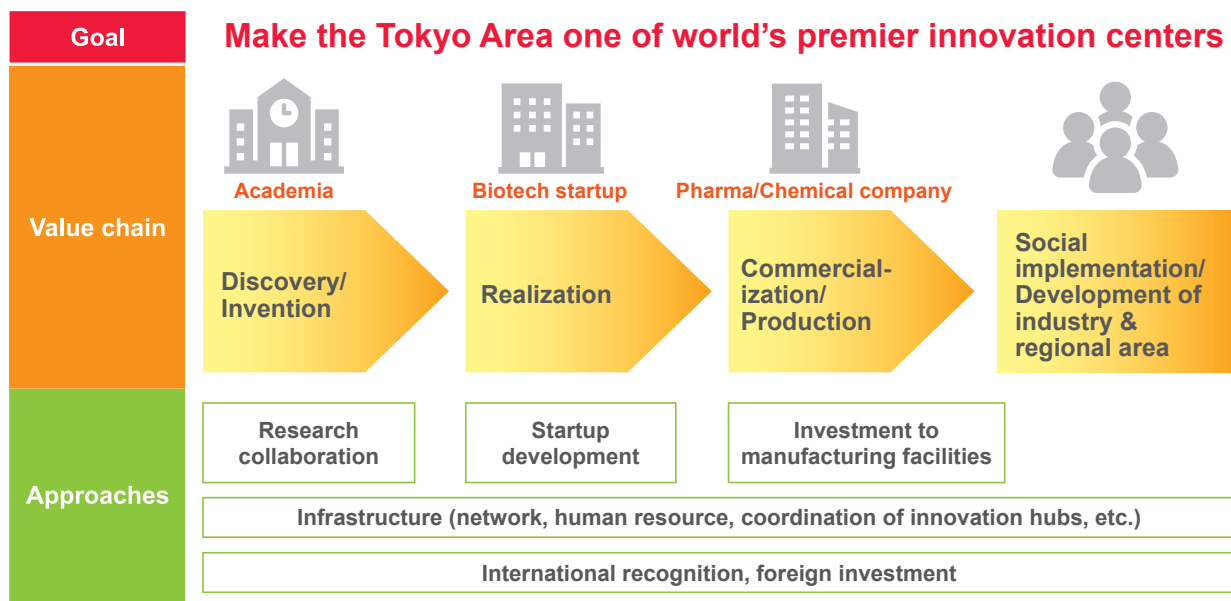 Goal
Make the Tokyo Area one of world's premier innovation centers
Value chain
Academia
Biotech startup
Pharma/Chemical company
Discovery/
Invention
Realization
Commercial-
ization/
Production
Social
implementation/
Development of
industry &
regional area
Approaches
Research
collaboration
Startup
development
Investment to
manufacturing facilities
Infrastructure (network, human resource, coordination of innovation hubs, etc.)
International recognition, foreign investment